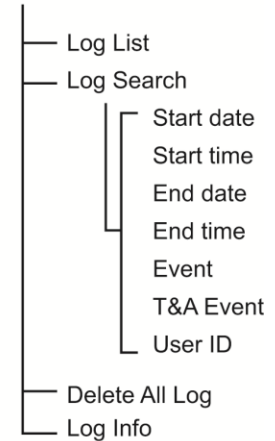 Log List
Log Search
Start date
Start time
End date
End time
Event
T&A Event
User ID
Delete All Log
Log Info